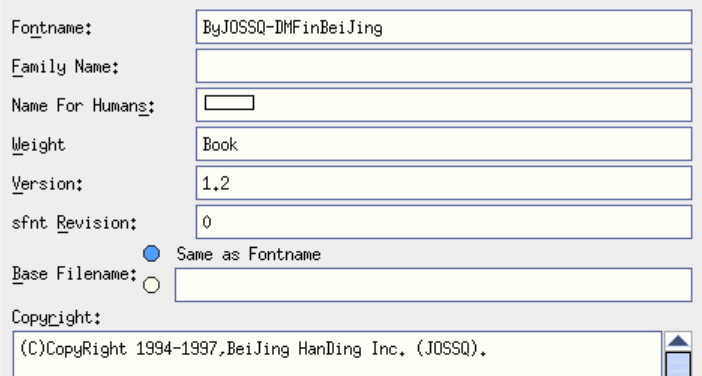 Fontname: ByJOSSQ-DMFinBeiJing
Family Name:
Name For Humans:
Weight Book
Version: 1.2
sfnt Revision: 0
Same as Fontname
Base Filename:
Copyright:
(C)CopyRight 1994-1997,BeiJing HanDing Inc. (JOSSQ).